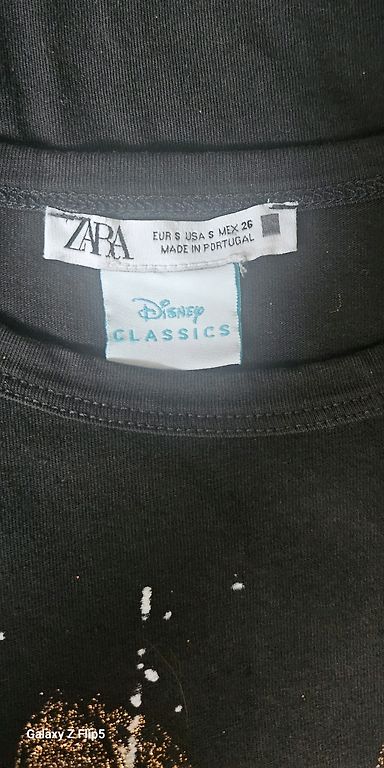 ZARA
EUR S USA S MEX 26
MADE IN PORTUGAL
Disney
CLASSICS
Galaxy Z Flip5